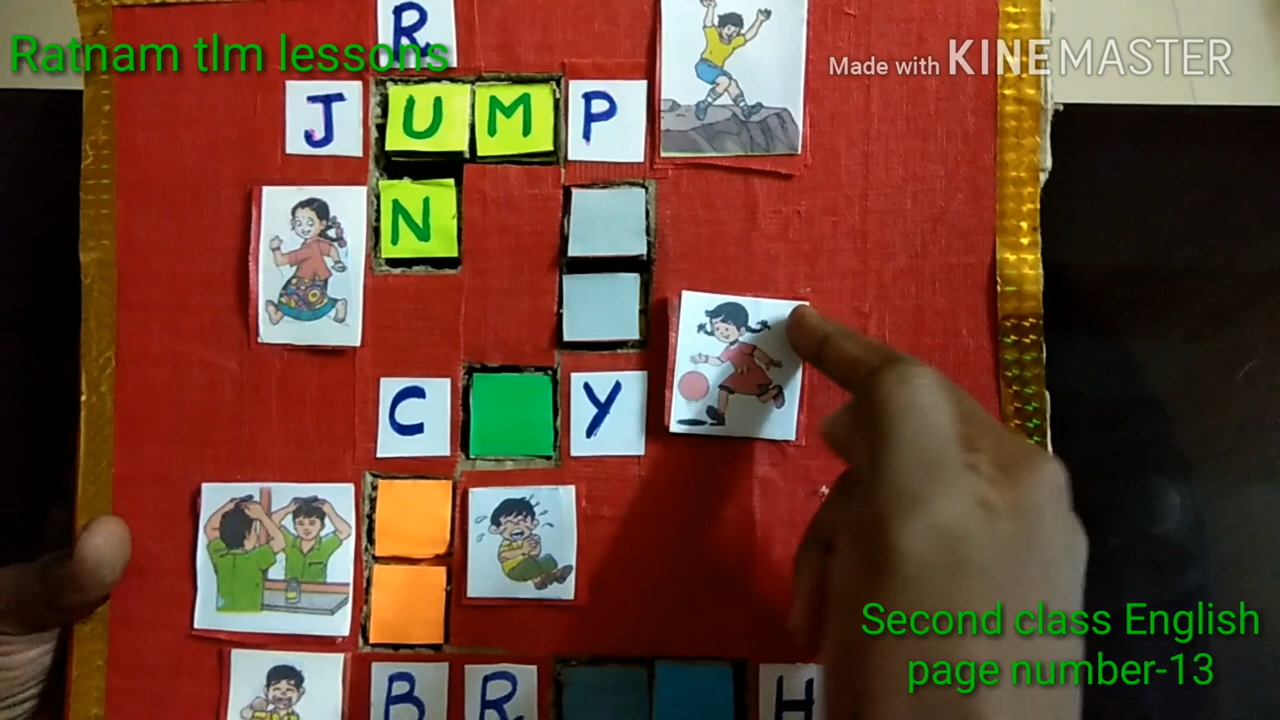 Ratnam tlm lessons
Made with KINEMASTER
R
J U M P
N
C Y
B R H
Second class English
page number-13